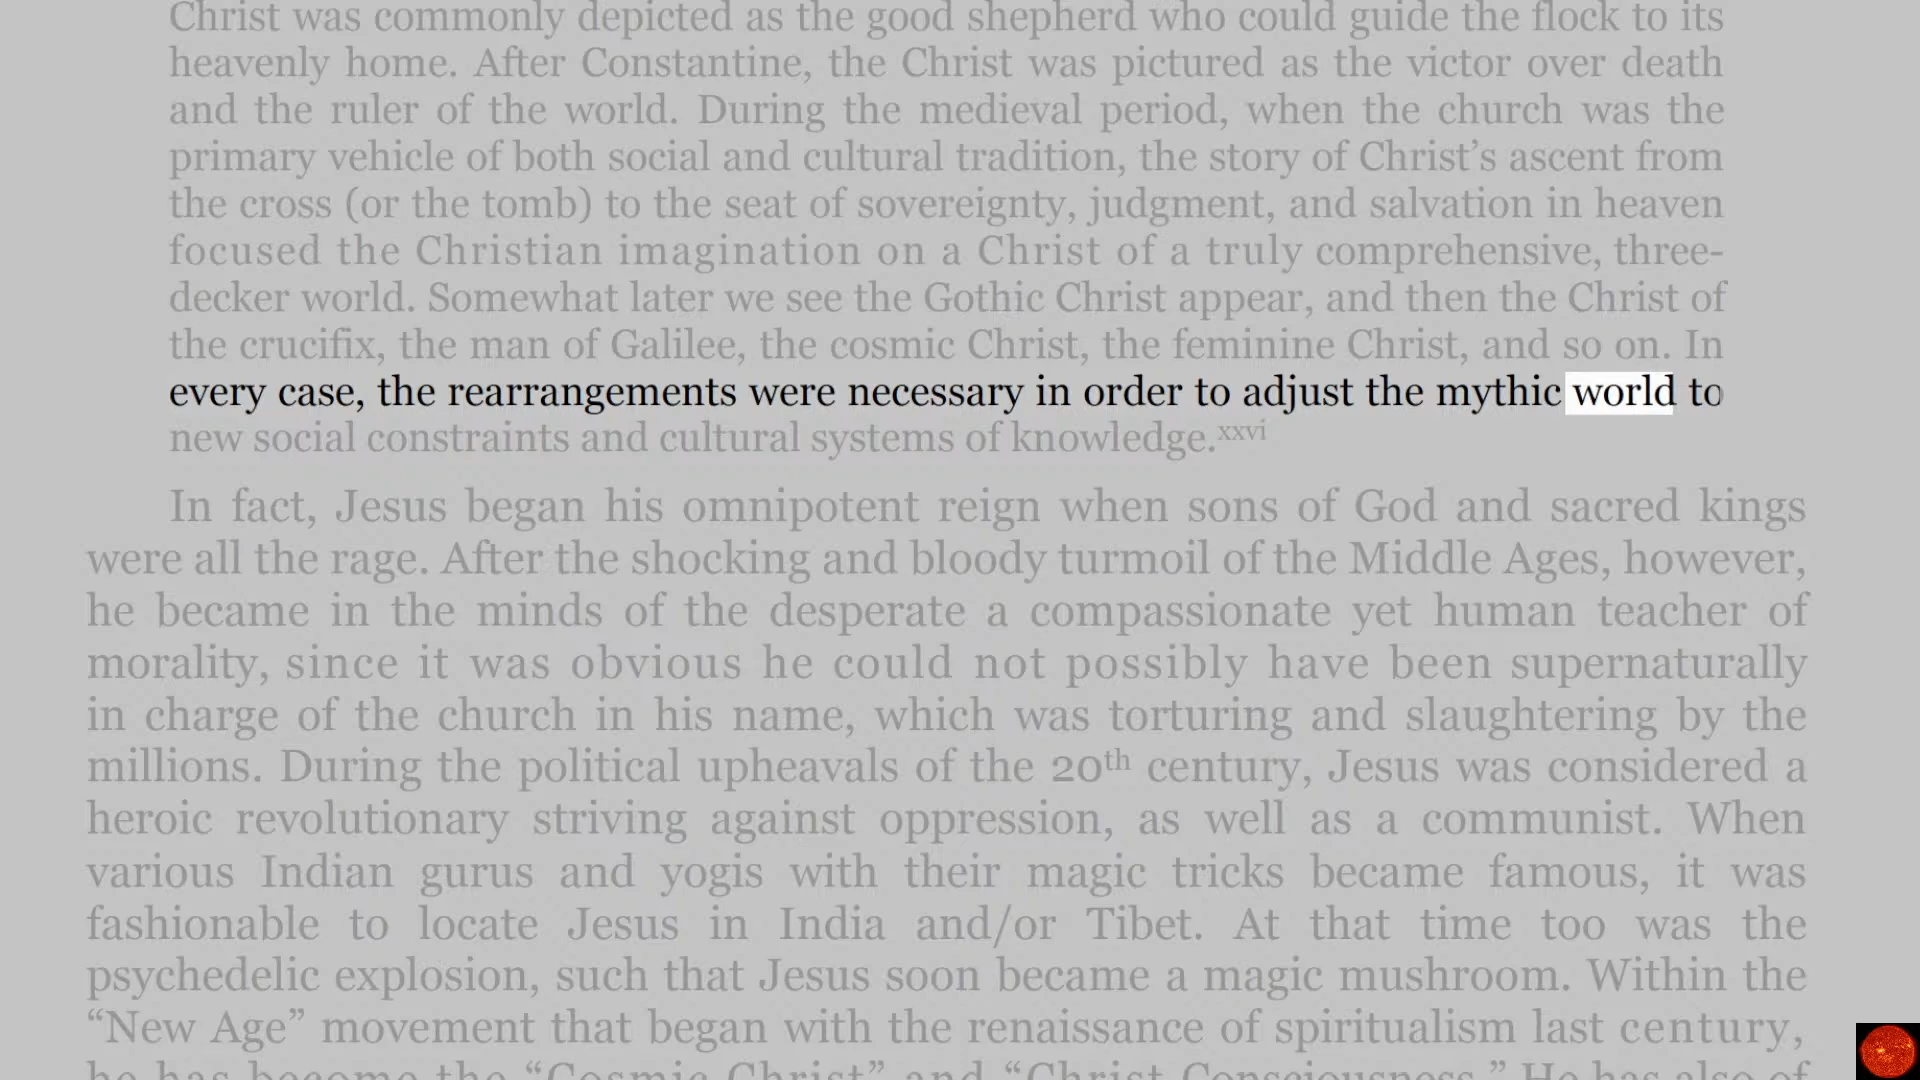 Christ was commonly depicted as the good shepherd who could guide the flock to its
heavenly home. After Constantine, the Christ was pictured as the victor over death
and the ruler of the world. During the medieval period, when the church was the
primary vehicle of both social and cultural tradition, the story of Christ’s ascent from
the cross (or the tomb) to the seat of sovereignty, judgment, and salvation in heaven
focused the Christian imagination on a Christ of a truly comprehensive, three-
decker world. Somewhat later we see the Gothic Christ appear, and then the Christ of
the crucifix, the man of Galilee, the cosmic Christ, the feminine Christ, and so on. In
every case, the rearrangements were necessary in order to adjust the mythic world to
new social constraints and cultural systems of knowledge.xxvi
In fact, Jesus began his omnipotent reign when sons of God and sacred kings
were all the rage. After the shocking and bloody turmoil of the Middle Ages, however,
he became in the minds of the desperate a compassionate yet human teacher of
morality, since it was obvious he could not possibly have been supernaturally
in charge of the church in his name, which was torturing and slaughtering by the
millions. During the political upheavals of the 20th century, Jesus was considered a
heroic revolutionary striving against oppression, as well as a communist. When
various Indian gurus and yogis with their magic tricks became famous, it was
fashionable to locate Jesus in India and/or Tibet. At that time too was the
psychedelic explosion, such that Jesus soon became a magic mushroom. Within the
“New Age” movement that began with the renaissance of spiritualism last century,
he has become the “Cosmic Christ” and “Christ Consciousness.” He has also of